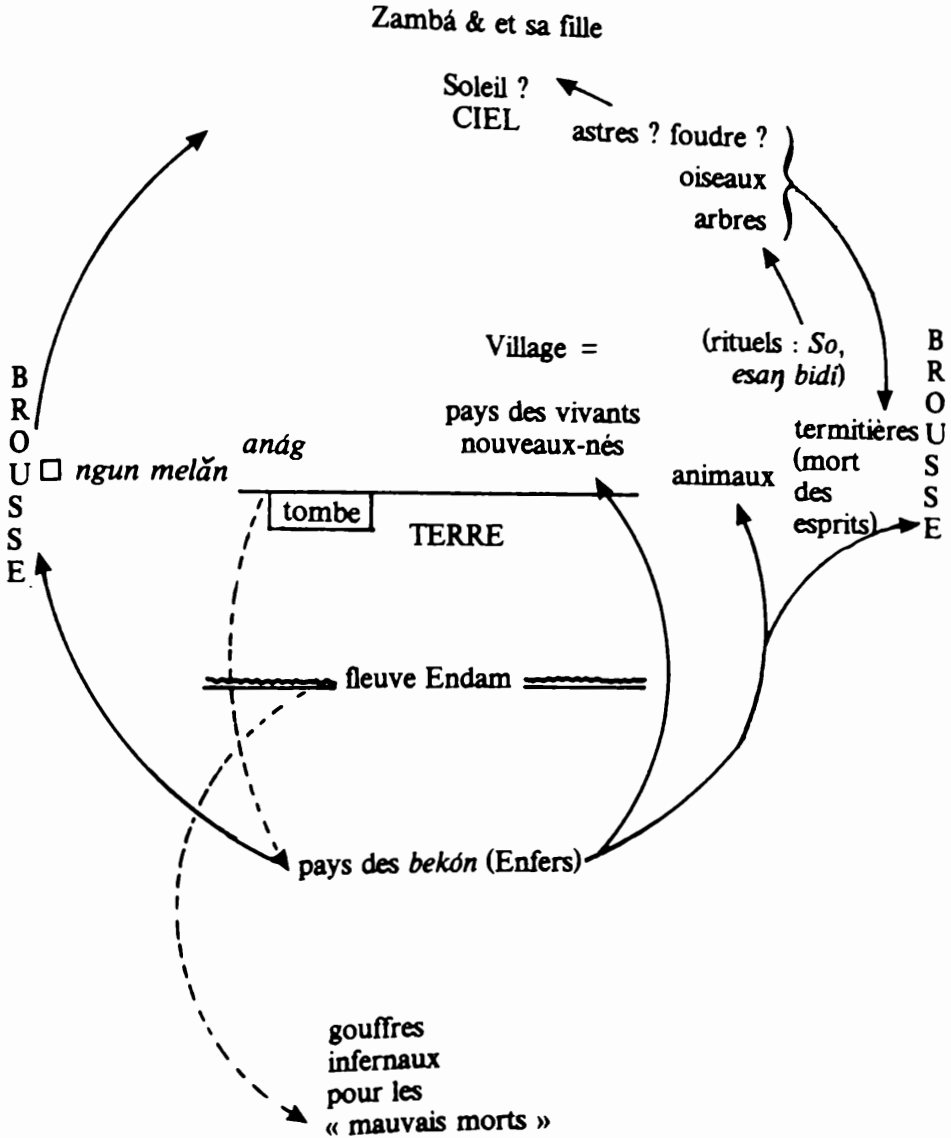 Zambá & et sa fille
Soleil ?
CIEL
astres ? foudre ?
oiseaux
arbres
Village =
(rituels : So,
esaŋ bidí)
BROUSSE
pays des vivants
nouveaux-nés
anág
□ ngun melăn
animaux
termitières
(mort
des
esprits)
BROUSSE
tombe
TERRE
fleuve Endam
pays des bekón (Enfers)
gouffres
infernaux
pour les
« mauvais morts »